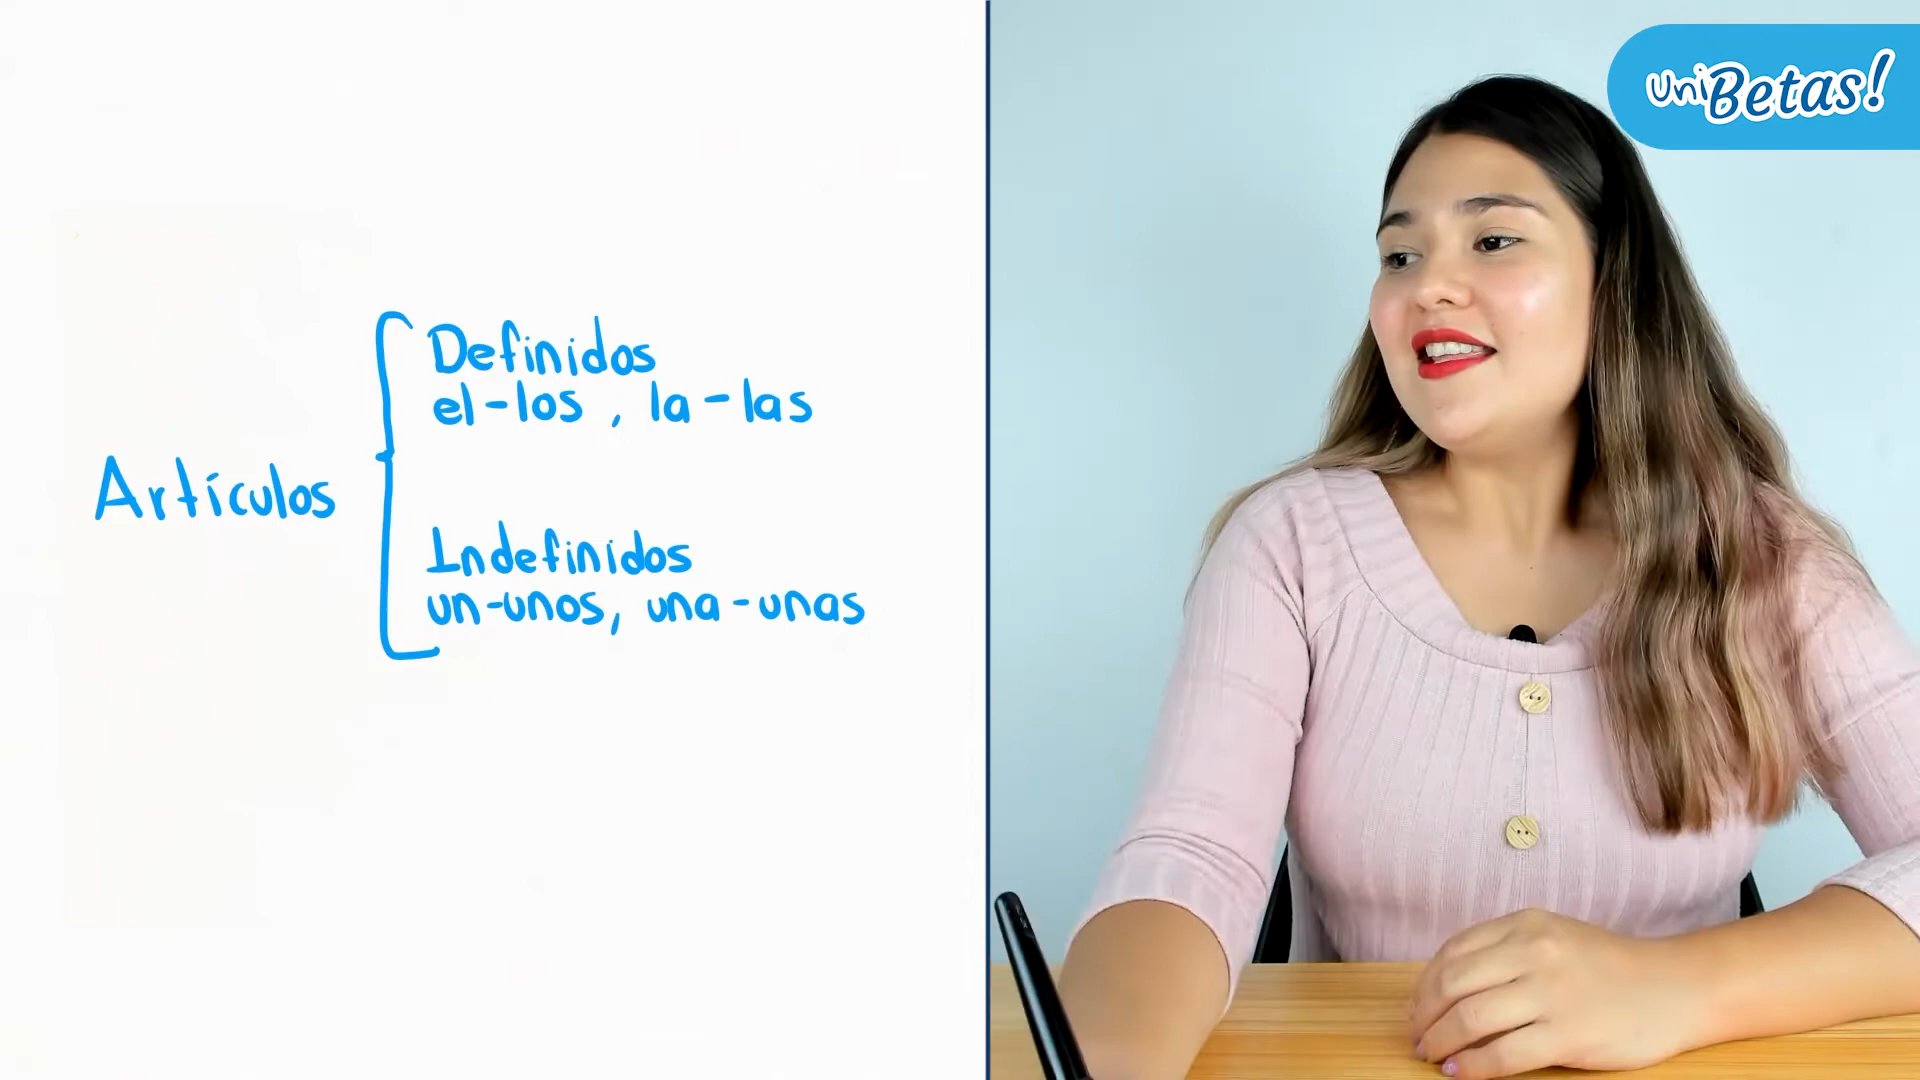 uniBetas!
Definidos
el-los, la-las
Artículos
Indefinidos
un-unos, una-unas